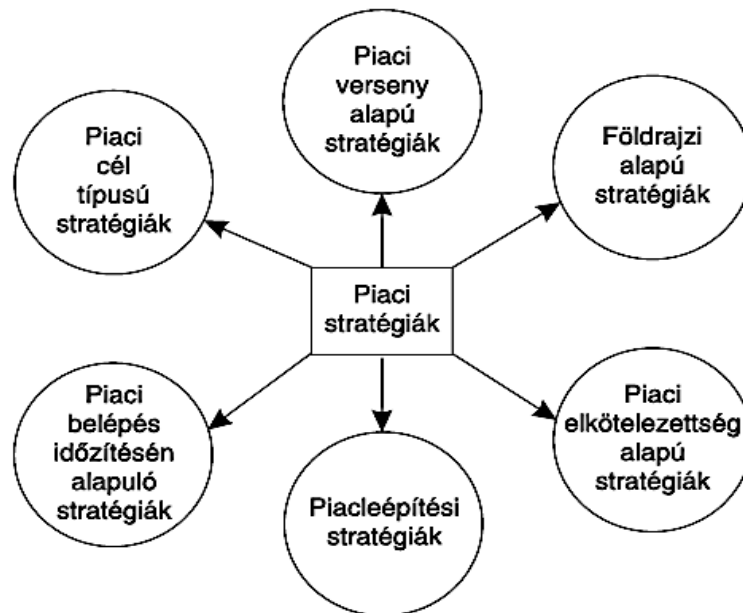 Piaci
verseny
alapú
stratégiák
Piaci
cél
típusú
stratégiák
Földrajzi
alapú
stratégiák
Piaci
stratégiák
Piaci
belépés
időzítésén
alapuló
stratégiák
Piaci
elkötelezettség
alapú
stratégiák
Piacleépítési
stratégiák